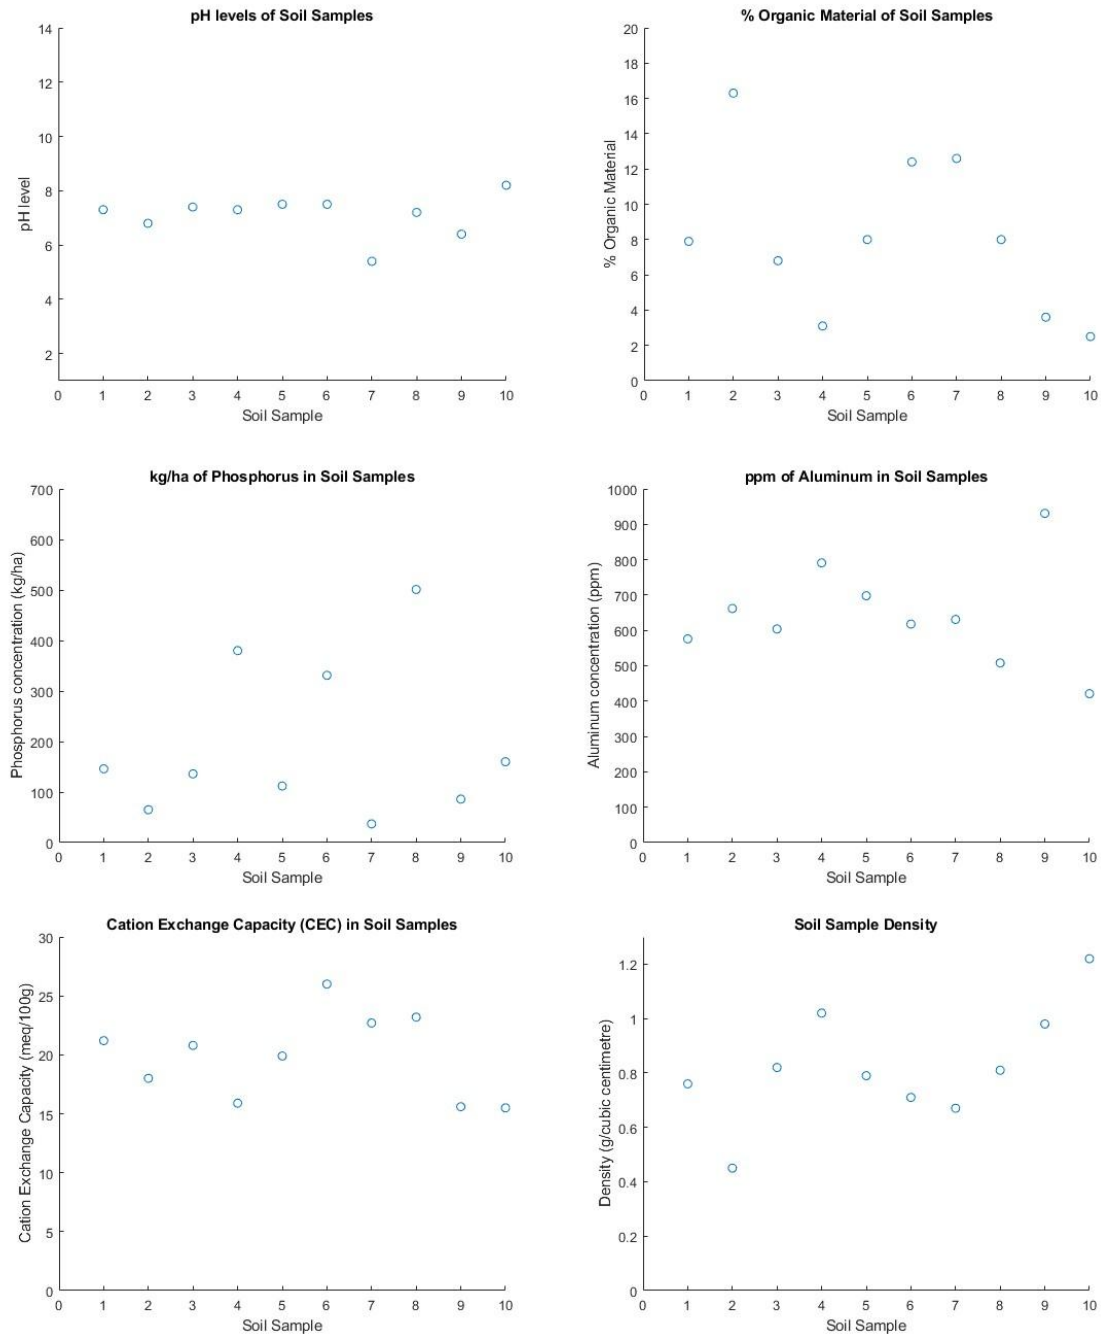 pH levels of Soil Samples
14
12
10
8
6
4
2
pH level
0 1 2 3 4 5 6 7 8 9 10
Soil Sample
% Organic Material of Soil Samples
20
18
16
14
12
10
8
6
4
2
0
% Organic Material
0 1 2 3 4 5 6 7 8 9 10
Soil Sample
kg/ha of Phosphorus in Soil Samples
700
600
500
400
300
200
100
0
Phosphorus concentration (kg/ha)
0 1 2 3 4 5 6 7 8 9 10
Soil Sample
ppm of Aluminum in Soil Samples
1000
900
800
700
600
500
400
300
200
100
0
Aluminum concentration (ppm)
0 1 2 3 4 5 6 7 8 9 10
Soil Sample
Cation Exchange Capacity (CEC) in Soil Samples
30
25
20
15
10
5
0
Cation Exchange Capacity (meq/100g)
0 1 2 3 4 5 6 7 8 9 10
Soil Sample
Soil Sample Density
1.2
1
0.8
0.6
0.4
0.2
0
Density (g/cubic centimetre)
0 1 2 3 4 5 6 7 8 9 10
Soil Sample